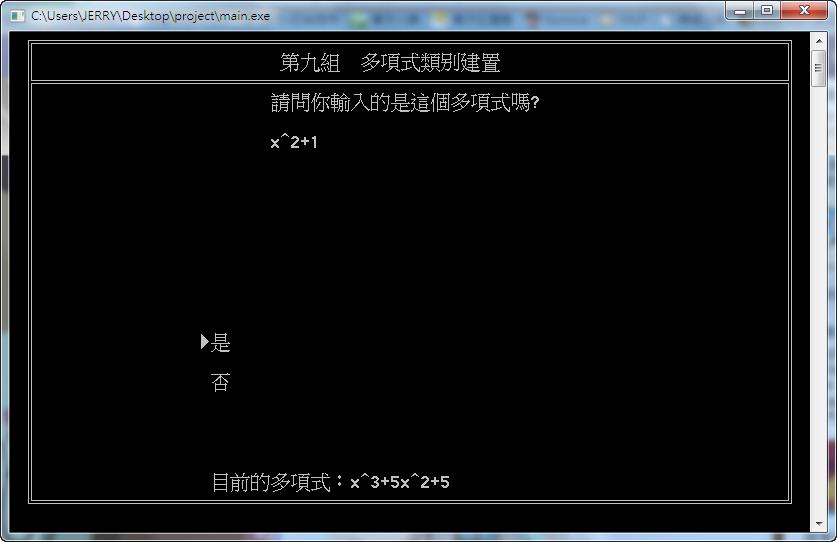 C:\Users\JERRY\Desktop\project\main.exe
第九組　多項式類別建置
請問你輸入的是這個多項式嗎?
x^2+1
是
否
目前的多項式：x^3+5x^2+5